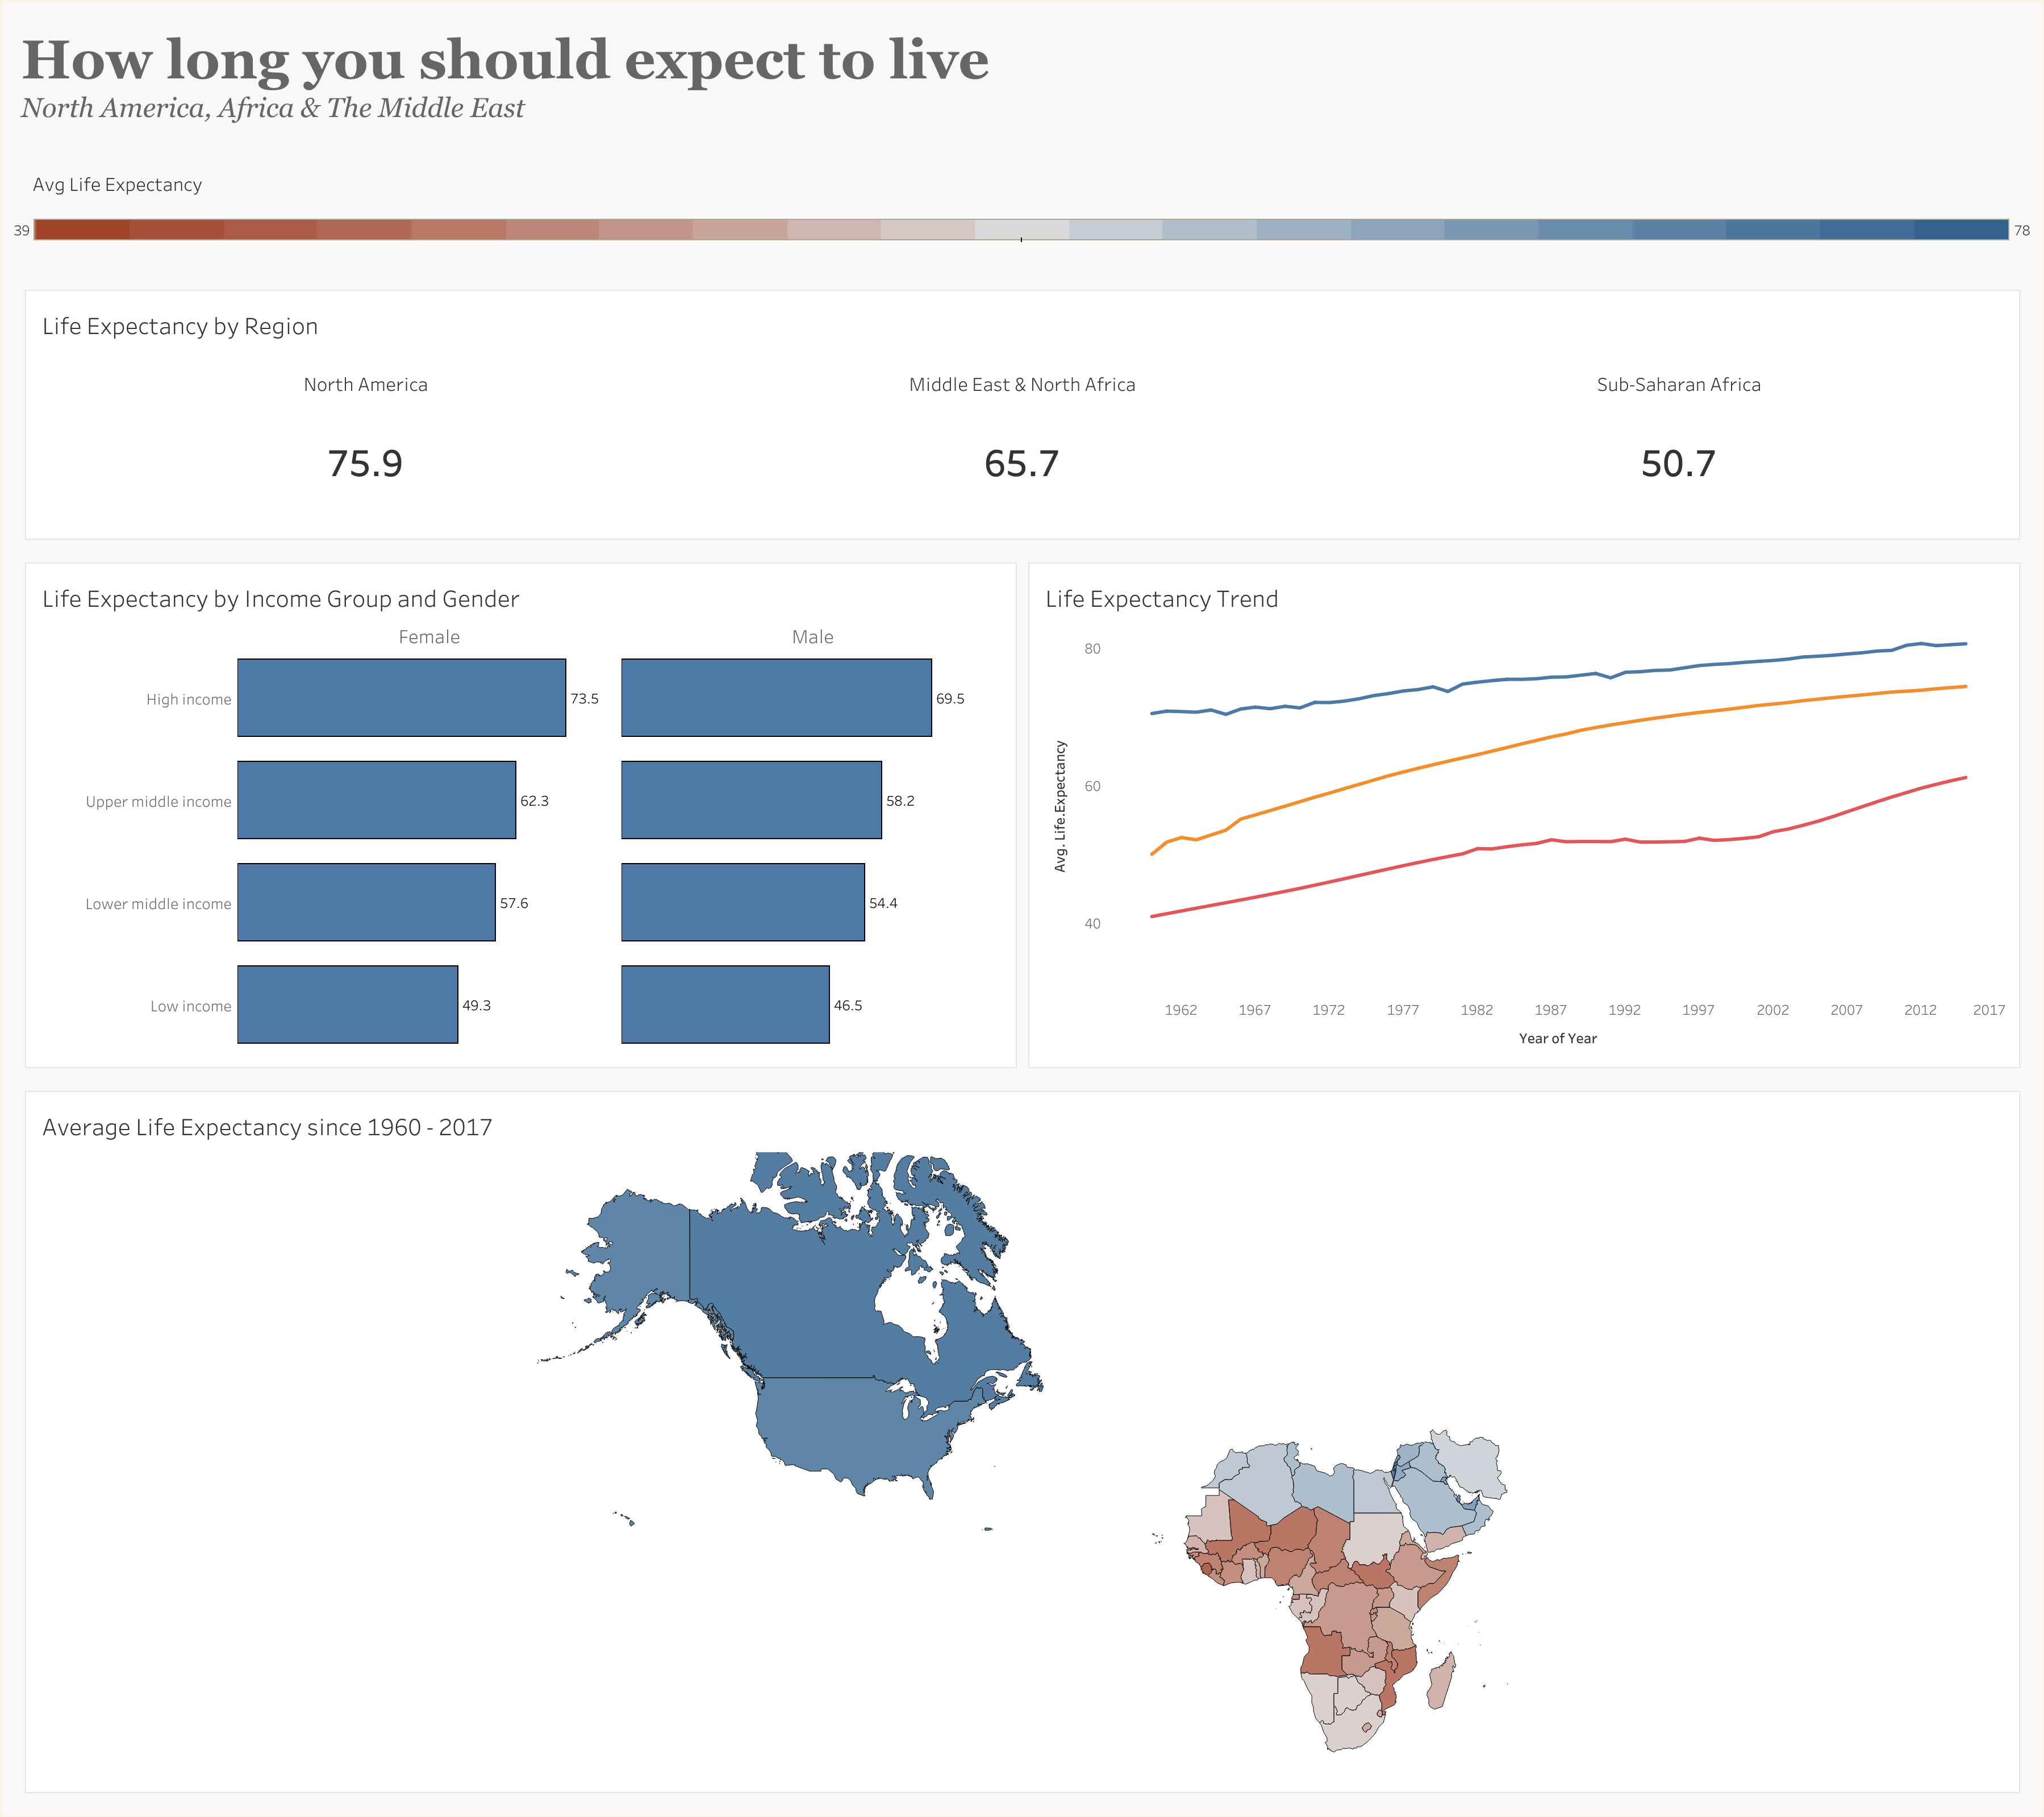 How long you should expect to live
North America, Africa & The Middle East
Avg Life Expectancy
39 78
Life Expectancy by Region
North America Middle East & North Africa Sub-Saharan Africa
75.9 65.7 50.7
Life Expectancy by Income Group and Gender
Female Male
High income 73.5 69.5
Upper middle income 62.3 58.2
Lower middle income 57.6 54.4
Low income 49.3 46.5
Life Expectancy Trend
80
60
40
Avg. Life.Expectancy
1962 1967 1972 1977 1982 1987 1992 1997 2002 2007 2012 2017
Year of Year
Average Life Expectancy since 1960 - 2017